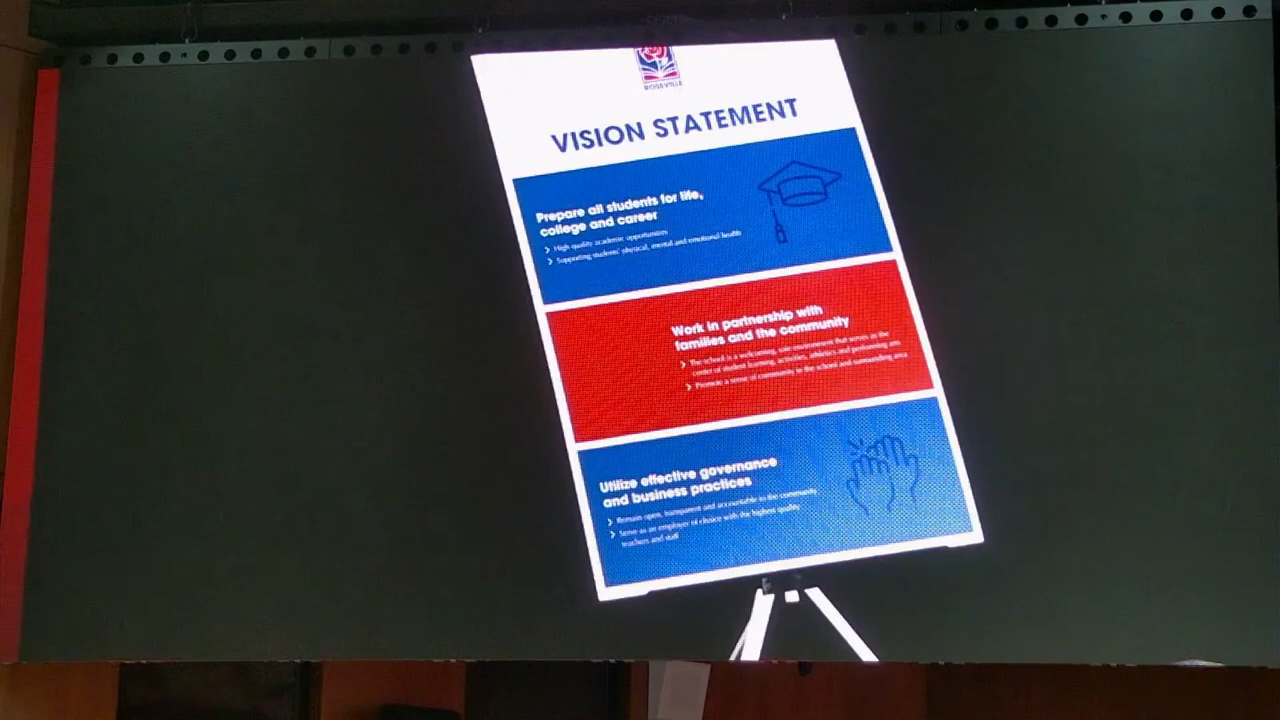 ROSEVILLE
VISION STATEMENT
Prepare all students for life,
college and career
High quality academic opportunities
Supporting students' physical, mental and emotional health
Work in partnership with
families and the community
The school is a welcoming, safe environment that serves as the
center of student learning, activities, athletics and performing arts
Promote a sense of community to the school and surrounding area
Utilize effective governance
and business practices
Remain open, transparent and accountable to the community
Serve as an employer of choice with the highest quality
teachers and staff